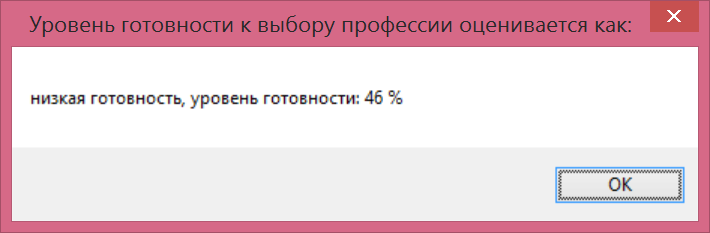 Уровень готовности к выбору профессии оценивается как:
низкая готовность, уровень готовности: 46 %
OK